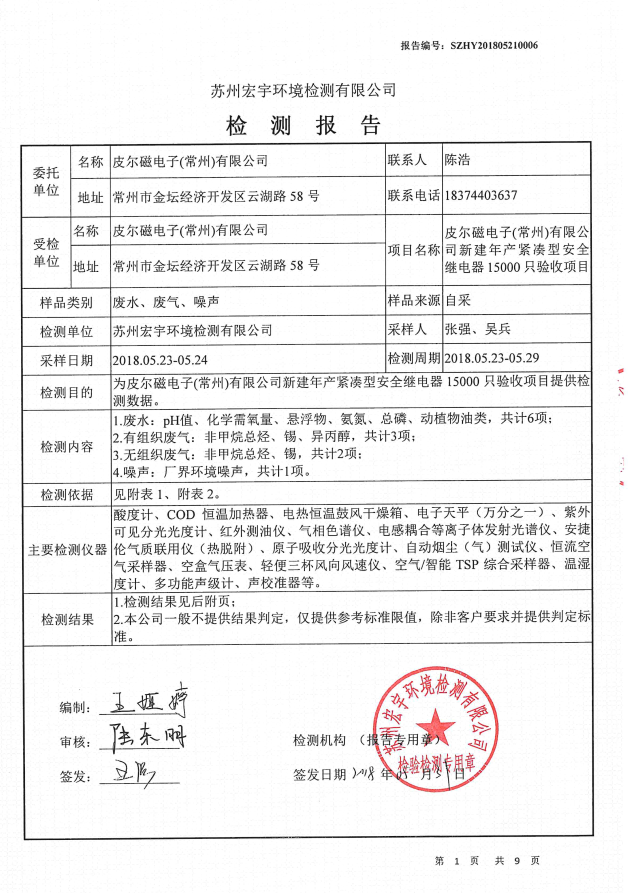 报告编号：SZHY201805210006
苏州宏宇环境检测有限公司
检 测 报 告
委托单位
名称 皮尔磁电子(常州)有限公司 联系人 陈浩
地址 常州市金坛经济开发区云湖路 58 号 联系电话 18374403637
受检单位
名称 皮尔磁电子(常州)有限公司
地址 常州市金坛经济开发区云湖路 58 号
项目名称
皮尔磁电子(常州)有限公
司新建年产紧凑型安全
继电器 15000 只验收项目
样品类别 废水、废气、噪声 样品来源 自采
检测单位 苏州宏宇环境检测有限公司 采样人 张强、吴兵
采样日期 2018.05.23-05.24 检测周期 2018.05.23-05.29
检测目的
为皮尔磁电子(常州)有限公司新建年产紧凑型安全继电器 15000 只验收项目提供检
测数据。
检测内容
1.废水：pH值、化学需氧量、悬浮物、氨氮、总磷、动植物油类，共计6项；
2.有组织废气：非甲烷总烃、锡、异丙醇，共计3项；
3.无组织废气：非甲烷总烃、锡，共计2项；
4.噪声：厂界环境噪声，共计1项。
检测依据 见附表 1、附表 2。
主要检测仪器
酸度计、COD 恒温加热器、电热恒温鼓风干燥箱、电子天平（万分之一）、紫外
可见分光光度计、红外测油仪、气相色谱仪、电感耦合等离子体发射光谱仪、安捷
伦气质联用仪（热脱附）、原子吸收分光光度计、自动烟尘（气）测试仪、恒流空
气采样器、空盒气压表、轻便三杯风向风速仪、空气/智能 TSP 综合采样器、温湿
度计、多功能声级计、声校准器等。
检测结果
1.检测结果见后附页；
2.本公司一般不提供结果判定，仅提供参考标准限值，除非客户要求并提供判定标
准。
编制：
审核：
签发：
检测机构 （报告专用章）
签发日期 2018 年 05 月 31 日
苏州宏宇环境检测有限公司
检验检测专用章
第 1 页 共 9 页